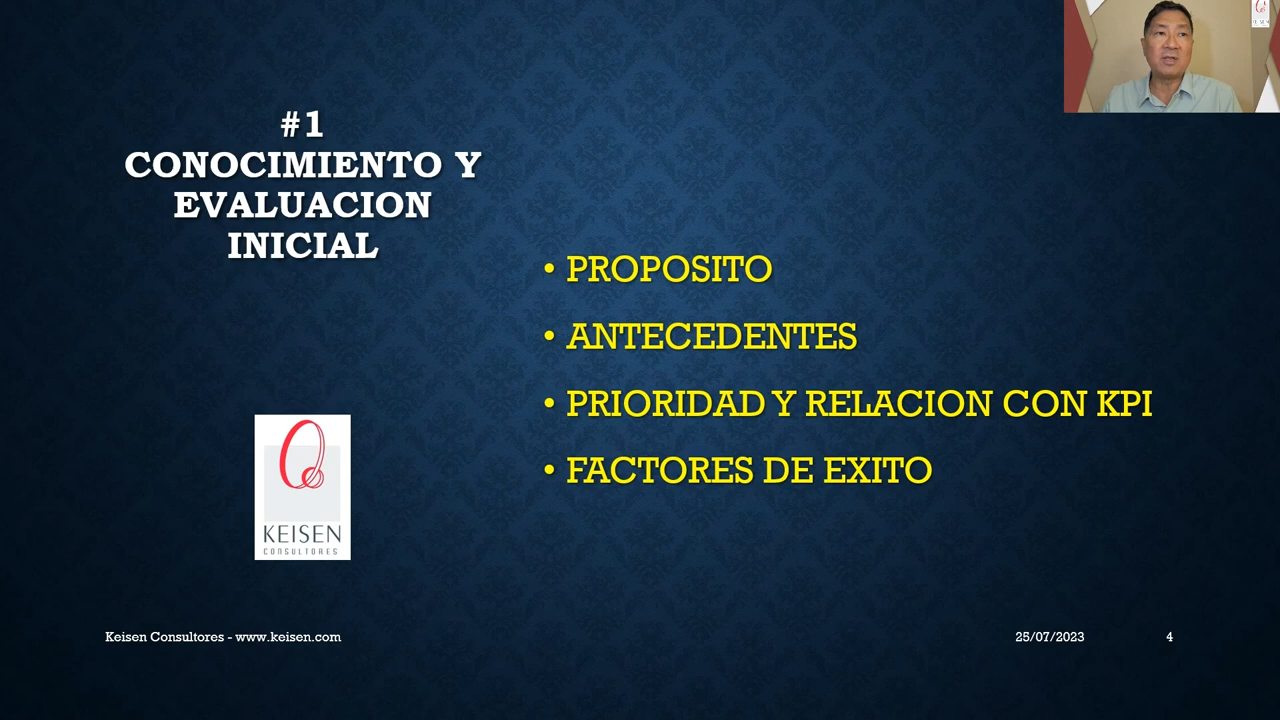 #1
CONOCIMIENTO Y
EVALUACION
INICIAL
• PROPOSITO
• ANTECEDENTES
• PRIORIDAD Y RELACION CON KPI
• FACTORES DE EXITO
KEISEN
CONSULTORES
Keisen Consultores - www.keisen.com
25/07/2023
4